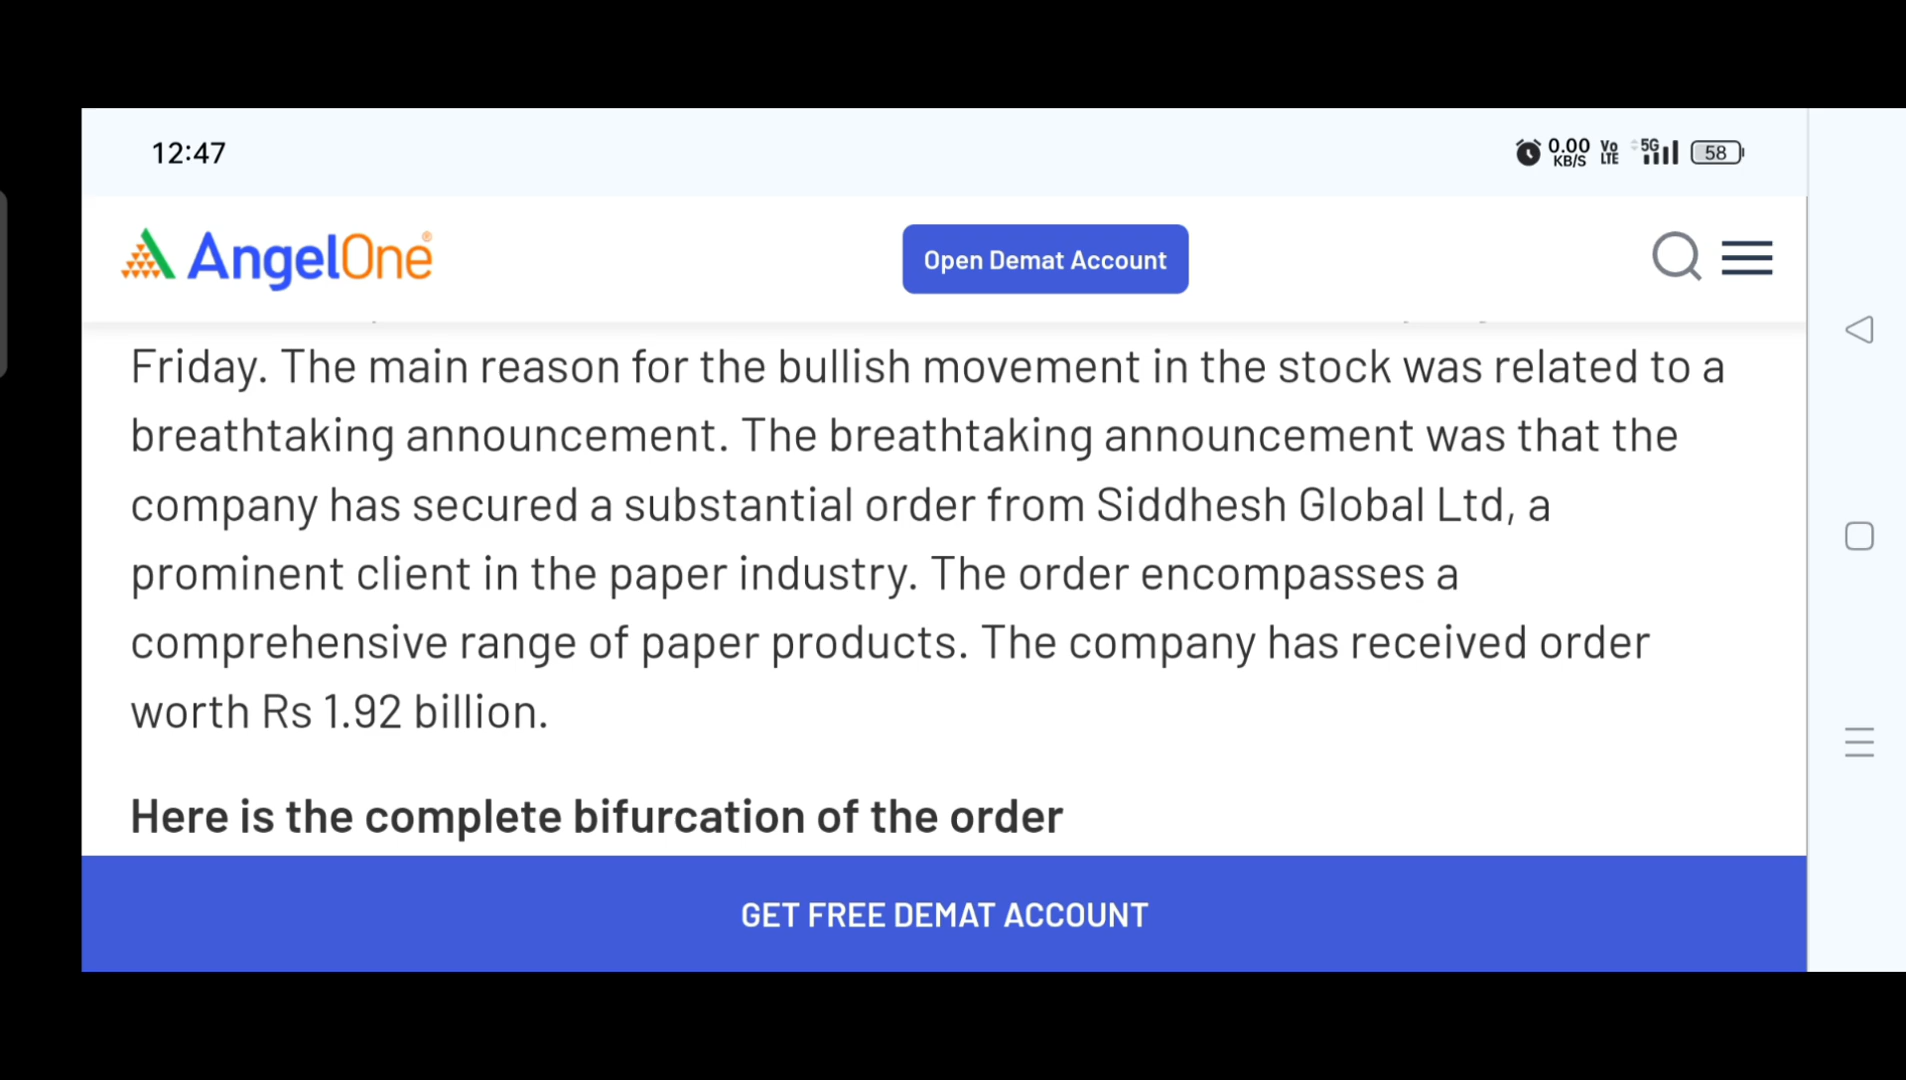 12:47
0.00 KB/S Vo LTE 5G 58
AngelOne
Open Demat Account
Friday. The main reason for the bullish movement in the stock was related to a
breathtaking announcement. The breathtaking announcement was that the
company has secured a substantial order from Siddhesh Global Ltd, a
prominent client in the paper industry. The order encompasses a
comprehensive range of paper products. The company has received order
worth Rs 1.92 billion.
Here is the complete bifurcation of the order
GET FREE DEMAT ACCOUNT